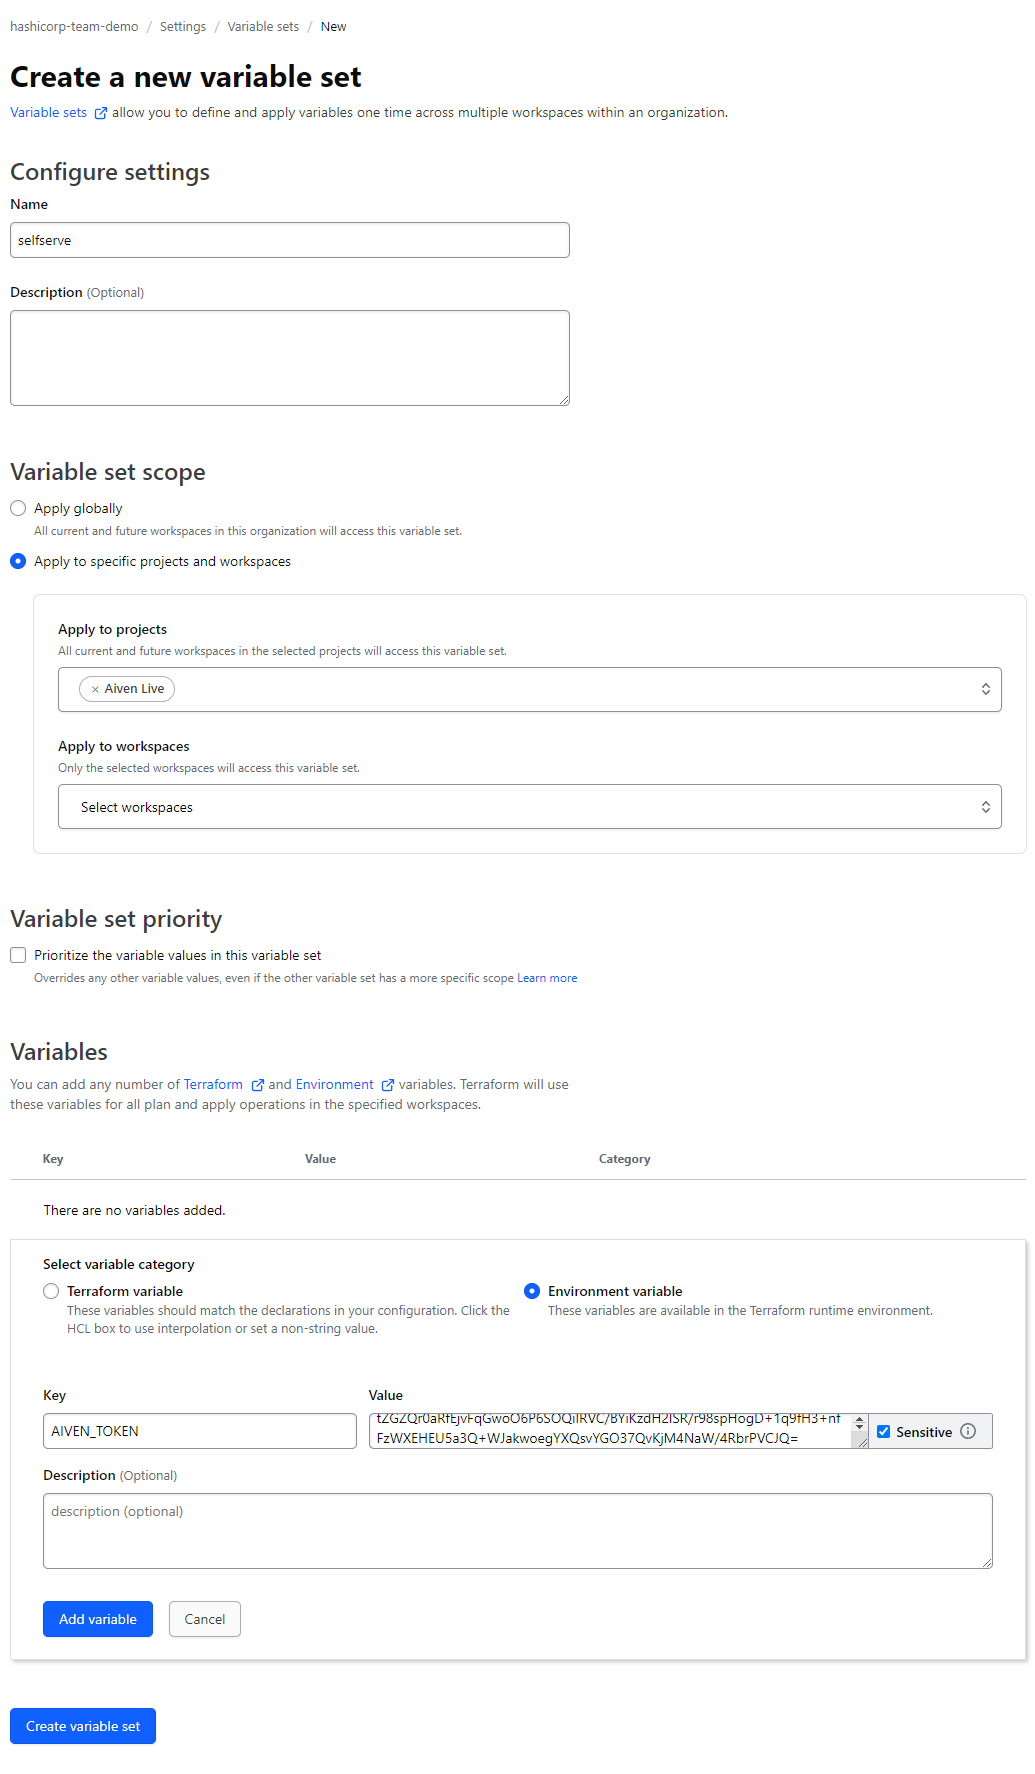 hashicorp-team-demo / Settings / Variable sets / New
Create a new variable set
Variable sets allow you to define and apply variables one time across multiple workspaces within an organization.
Configure settings
Name
selfserve
Description (Optional)
Variable set scope
Apply globally
All current and future workspaces in this organization will access this variable set.
Apply to specific projects and workspaces
Apply to projects
All current and future workspaces in the selected projects will access this variable set.
× Aiven Live
Apply to workspaces
Only the selected workspaces will access this variable set.
Select workspaces
Variable set priority
Prioritize the variable values in this variable set
Overrides any other variable values, even if the other variable set has a more specific scope Learn more
Variables
You can add any number of Terraform and Environment variables. Terraform will use
these variables for all plan and apply operations in the specified workspaces.
Key Value Category
There are no variables added.
Select variable category
Terraform variable
These variables should match the declarations in your configuration. Click the
HCL box to use interpolation or set a non-string value.
Environment variable
These variables are available in the Terraform runtime environment.
Key Value
AIVEN_TOKEN
FzWXEHEU5a3Q+WJakwoegYXQsvYGO37QvKjM4NaW/4RbrPVCJQ=
Sensitive
Description (Optional)
description (optional)
Add variable Cancel
Create variable set